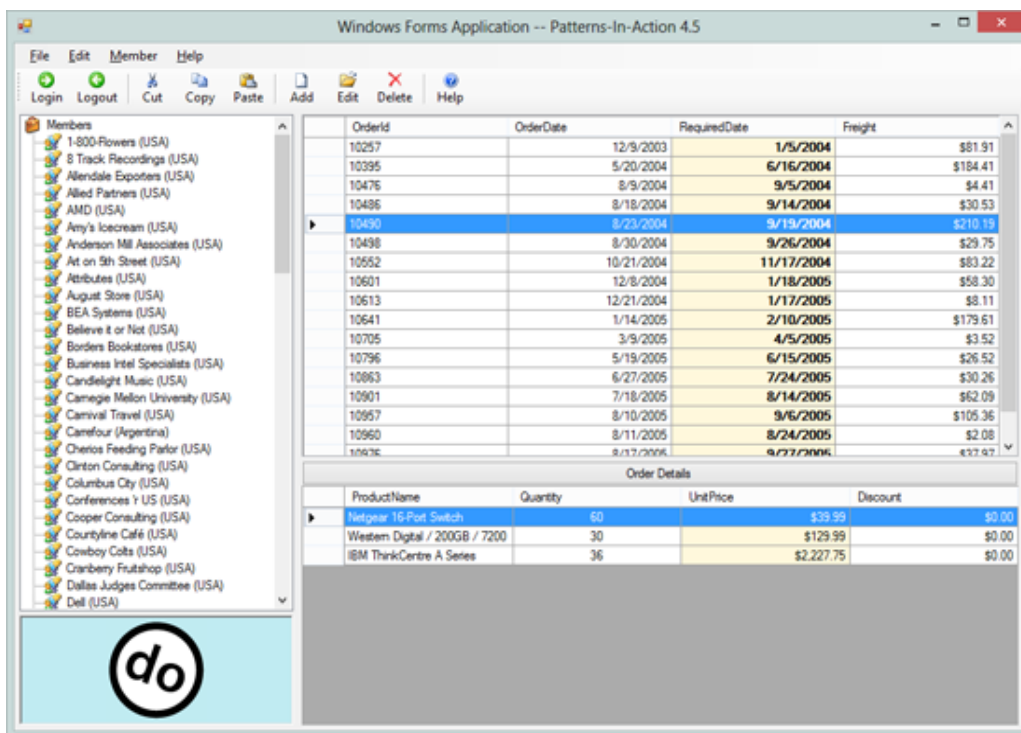 Windows Forms Application -- Patterns-In-Action 4.5
File Edit Member Help
Login Logout Cut Copy Paste Add Edit Delete Help
Members
1-800-Flowers (USA)
8 Track Recordings (USA)
Allendale Exporters (USA)
Allied Partners (USA)
AMD (USA)
Amy's Icecream (USA)
Anderson Mill Associates (USA)
Art on 5th Street (USA)
Attributes (USA)
August Store (USA)
BEA Systems (USA)
Believe it or Not (USA)
Borders Bookstores (USA)
Business Intel Specialists (USA)
Candlelight Music (USA)
Carnegie Mellon University (USA)
Carnival Travel (USA)
Carrefour (Argentina)
Cherios Feeding Parlor (USA)
Clinton Consulting (USA)
Columbus City (USA)
Conferences 'r US (USA)
Cooper Consulting (USA)
Countyline Café (USA)
Cowboy Colts (USA)
Cranberry Fruitshop (USA)
Dallas Judges Committee (USA)
Dell (USA)
do
OrderId OrderDate RequiredDate Freight
10257 12/9/2003 1/5/2004 $81.91
10395 5/20/2004 6/16/2004 $184.41
10476 8/9/2004 9/5/2004 $4.41
10486 8/18/2004 9/14/2004 $30.53
10490 8/23/2004 9/19/2004 $210.19
10498 8/30/2004 9/26/2004 $29.75
10552 10/21/2004 11/17/2004 $83.22
10601 12/8/2004 1/18/2005 $58.30
10613 12/21/2004 1/17/2005 $8.11
10641 1/14/2005 2/10/2005 $179.61
10705 3/9/2005 4/5/2005 $3.52
10796 5/19/2005 6/15/2005 $26.52
10863 6/27/2005 7/24/2005 $30.26
10901 7/18/2005 8/14/2005 $62.09
10957 8/10/2005 9/6/2005 $105.36
10960 8/11/2005 8/24/2005 $2.08
10976 8/17/2005 9/27/2005 $37.97
Order Details
ProductName Quantity UnitPrice Discount
Netgear 16-Port Switch 60 $39.99 $0.00
Western Digital / 200GB / 7200 30 $129.99 $0.00
IBM ThinkCentre A Series 36 $2,227.75 $0.00